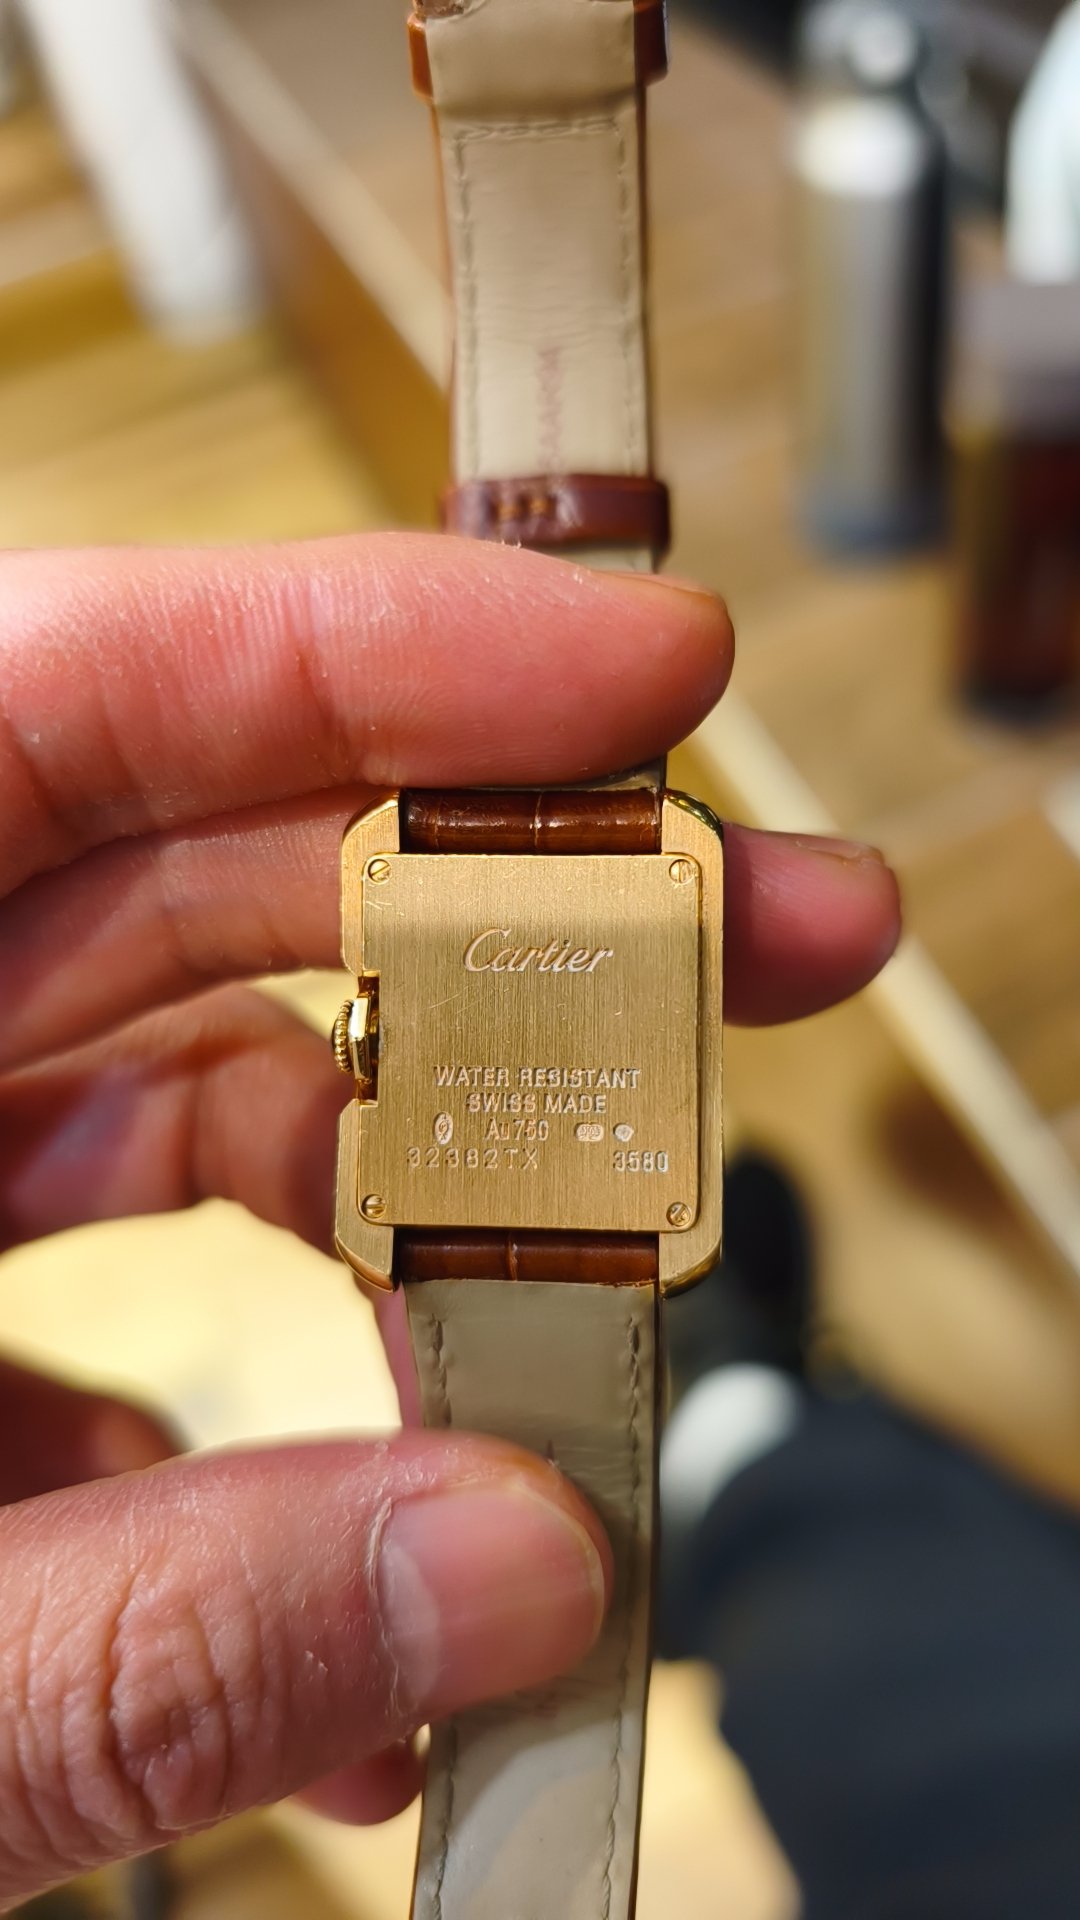 Cartier
WATER RESISTANT
SWISS MADE
Au750
32382TX 3580